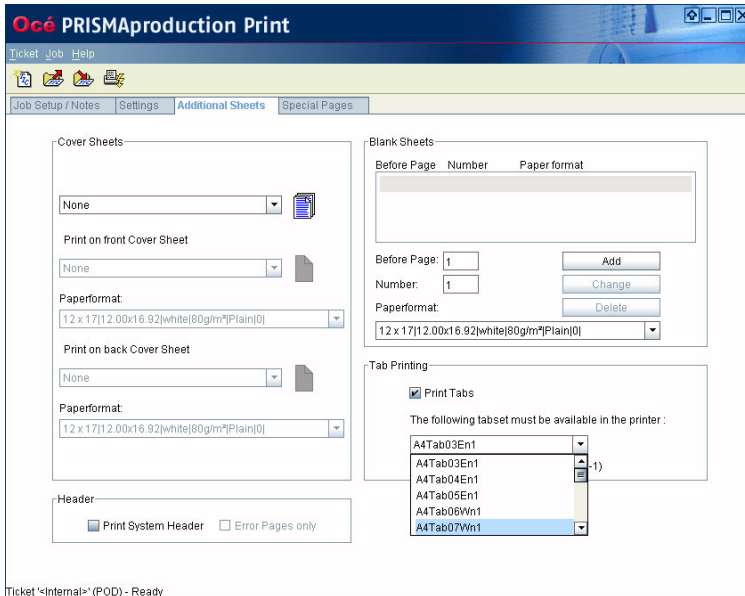 Océ PRISMAproduction Print
Ticket Job Help
Job Setup / Notes Settings Additional Sheets Special Pages
Cover Sheets
None
Print on front Cover Sheet
None
Paperformat:
12 x 17|12.00x16.92|white|80g/m²|Plain|0|
Print on back Cover Sheet
None
Paperformat:
12 x 17|12.00x16.92|white|80g/m²|Plain|0|
Header
Print System Header Error Pages only
Blank Sheets
Before Page Number Paper format
Before Page: 1 Add
Number: 1 Change
Paperformat: Delete
12 x 17|12.00x16.92|white|80g/m²|Plain|0|
Tab Printing
Print Tabs
The following tabset must be available in the printer :
A4Tab03En1
A4Tab03En1
-1)
A4Tab04En1
A4Tab05En1
A4Tab06Wn1
A4Tab07Wn1
Ticket '<Internal>' (POD) - Ready